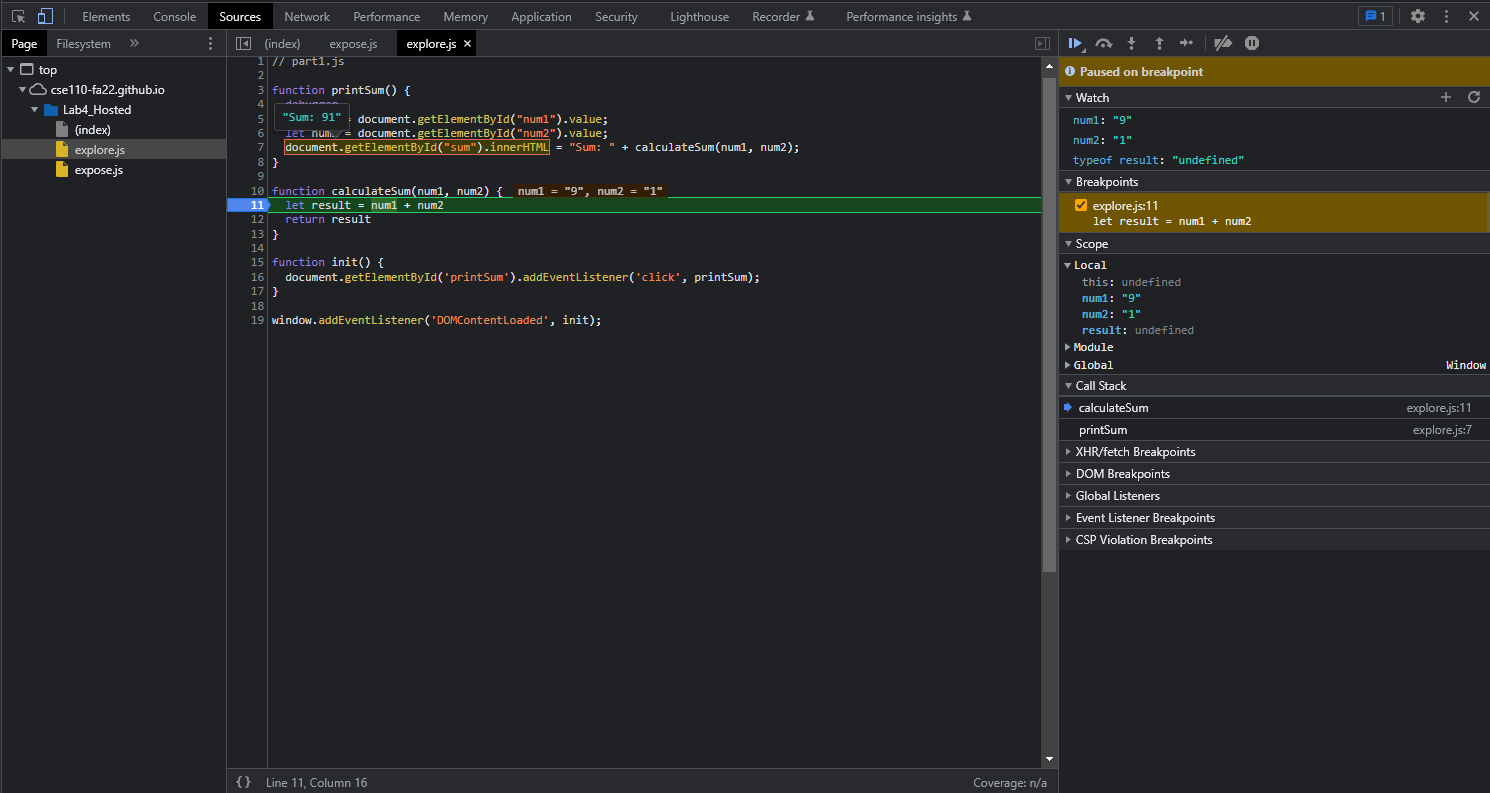 Elements Console Sources Network Performance Memory Application Security Lighthouse Recorder Performance insights 1
Page Filesystem »
top
cse110-fa22.github.io
Lab4_Hosted
(index)
explore.js
expose.js
(index) expose.js explore.js ×
1 // part1.js
2
3 function printSum() {
4
5 = document.getElementById("num1").value;
6 let = document.getElementById("num2").value;
7 document.getElementById("sum").innerHTML = "Sum: " + calculateSum(num1, num2);
8 }
9
10 function calculateSum(num1, num2) { num1 = "9", num2 = "1"
11 let result = num1 + num2
12 return result
13 }
14
15 function init() {
16 document.getElementById('printSum').addEventListener('click', printSum);
17 }
18
19 window.addEventListener('DOMContentLoaded', init);
"Sum: 91"
{} Line 11, Column 16 Coverage: n/a
Paused on breakpoint
Watch
num1: "9"
num2: "1"
typeof result: "undefined"
Breakpoints
explore.js:11
let result = num1 + num2
Scope
Local
this: undefined
num1: "9"
num2: "1"
result: undefined
Module
Global Window
Call Stack
calculateSum explore.js:11
printSum explore.js:7
XHR/fetch Breakpoints
DOM Breakpoints
Global Listeners
Event Listener Breakpoints
CSP Violation Breakpoints